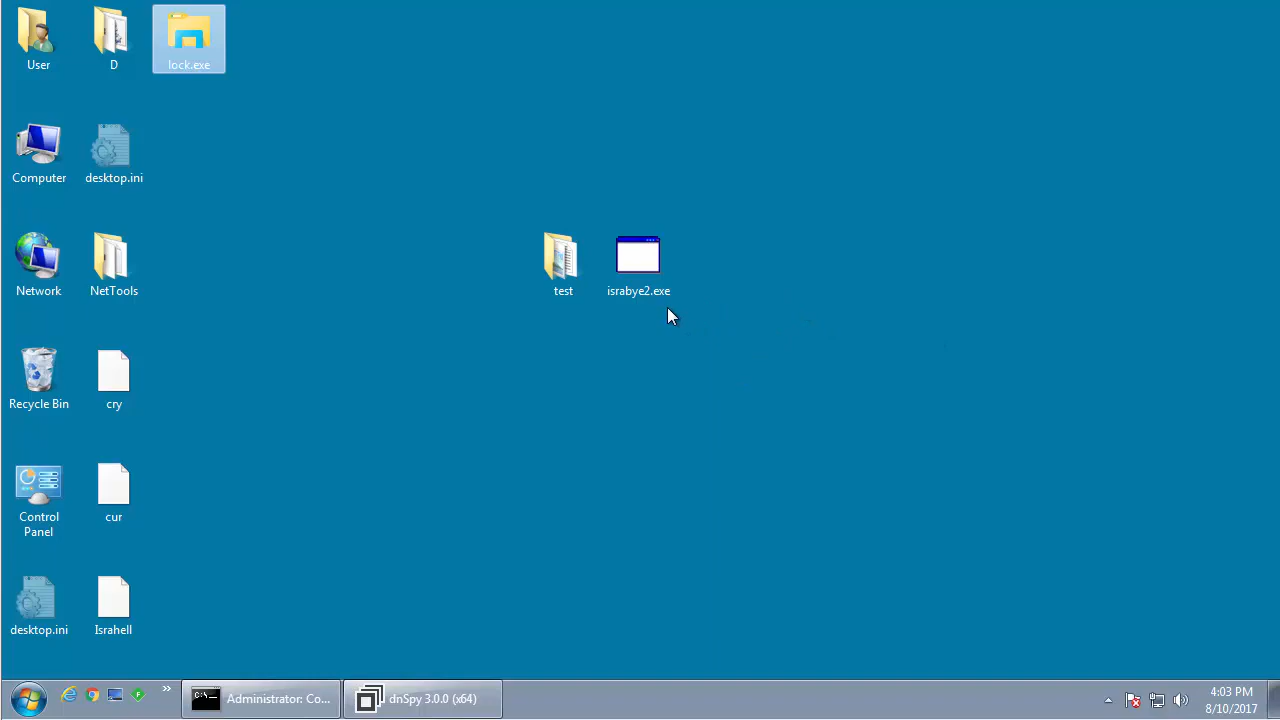 User
D
lock.exe
Computer
desktop.ini
Network
NetTools
test
israbye2.exe
Recycle Bin
cry
Control
Panel
cur
desktop.ini
Israhell
Administrator: Co...
dnSpy 3.0.0 (x64)
4:03 PM
8/10/2017